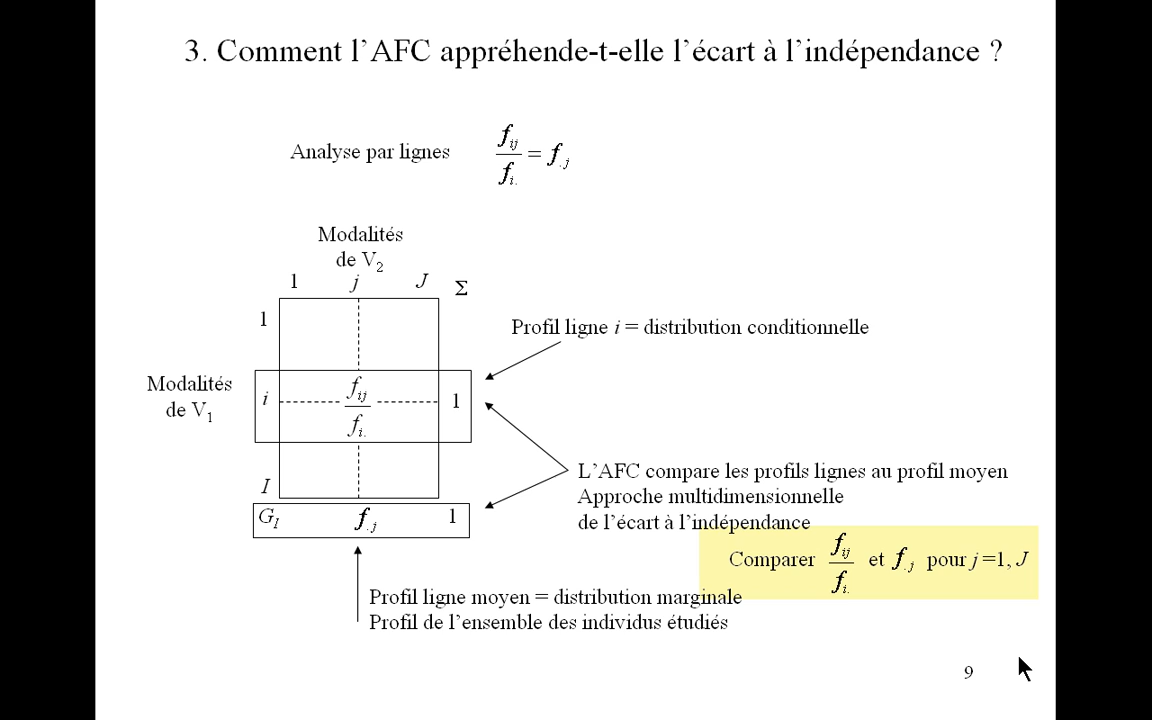 3. Comment l'AFC appréhende-t-elle l'écart à l'indépendance ?
Analyse par lignes
f_ij / f_i. = f_.j
Modalités
de V2
1 j J Σ
1
Profil ligne i = distribution conditionnelle
Modalités
de V1
i f_ij / f_i. 1
I
L'AFC compare les profils lignes au profil moyen
Approche multidimensionnelle
de l'écart à l'indépendance
G_I f_.j 1
Comparer f_ij / f_i. et f_.j pour j=1, J
Profil ligne moyen = distribution marginale
Profil de l'ensemble des individus étudiés
9